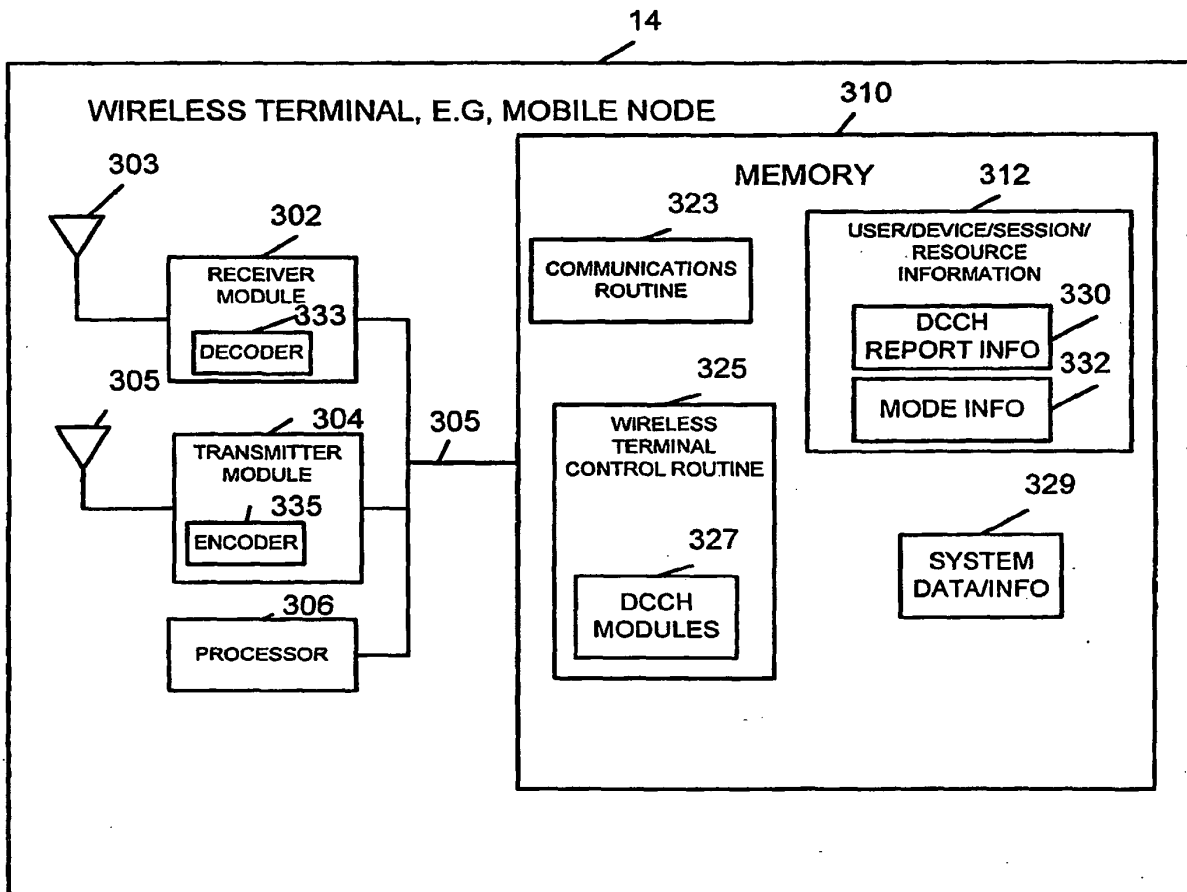 14
WIRELESS TERMINAL, E.G, MOBILE NODE
310
MEMORY
303
302
RECEIVER
MODULE
333
DECODER
323
COMMUNICATIONS
ROUTINE
312
USER/DEVICE/SESSION/
RESOURCE
INFORMATION
330
DCCH
REPORT INFO
332
MODE INFO
305
304
TRANSMITTER
MODULE
335
ENCODER
305
325
WIRELESS
TERMINAL
CONTROL ROUTINE
327
DCCH
MODULES
329
SYSTEM
DATA/INFO
306
PROCESSOR